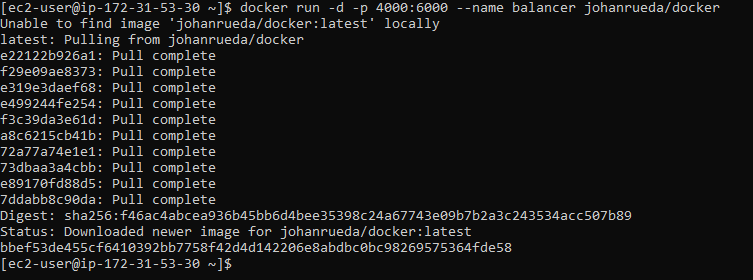 [ec2-user@ip-172-31-53-30 ~]$ docker run -d -p 4000:6000 --name balancer johanrueda/docker
Unable to find image 'johanrueda/docker:latest' locally
latest: Pulling from johanrueda/docker
e22122b926a1: Pull complete
f29e09ae8373: Pull complete
e319e3daef68: Pull complete
e499244fe254: Pull complete
f3c39da3e61d: Pull complete
a8c6215cb41b: Pull complete
72a77a74e1e1: Pull complete
73dbaa3a4cbb: Pull complete
e89170fd88d5: Pull complete
7ddabb8c90da: Pull complete
Digest: sha256:f46ac4abcea936b45bb6d4bee35398c24a67743e09b7b2a3c243534acc507b89
Status: Downloaded newer image for johanrueda/docker:latest
bbef53de455cf6410392bb7758f42d4d142206e8abdbc0bc98269575364fde58
[ec2-user@ip-172-31-53-30 ~]$